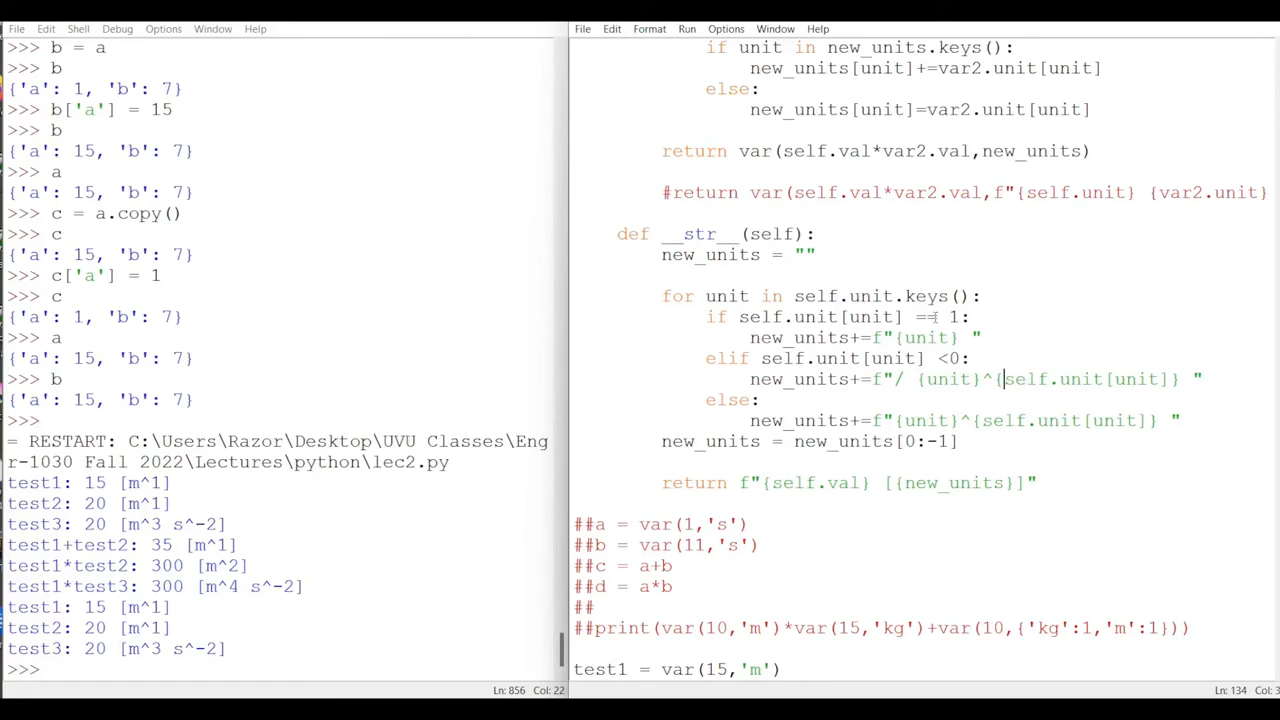 File Edit Shell Debug Options Window Help
>>> b = a
>>> b
{'a': 1, 'b': 7}
>>> b['a'] = 15
>>> b
{'a': 15, 'b': 7}
>>> a
{'a': 15, 'b': 7}
>>> c = a.copy()
>>> c
{'a': 15, 'b': 7}
>>> c['a'] = 1
>>> c
{'a': 1, 'b': 7}
>>> a
{'a': 15, 'b': 7}
>>> b
{'a': 15, 'b': 7}
>>>
= RESTART: C:\Users\Razor\Desktop\UVU Classes\Eng
r-1030 Fall 2022\Lectures\python\lec2.py
test1: 15 [m^1]
test2: 20 [m^1]
test3: 20 [m^3 s^-2]
test1+test2: 35 [m^1]
test1*test2: 300 [m^2]
test1*test3: 300 [m^4 s^-2]
test1: 15 [m^1]
test2: 20 [m^1]
test3: 20 [m^3 s^-2]
>>>
Ln: 856 Col: 22
File Edit Format Run Options Window Help
if unit in new_units.keys():
new_units[unit]+=var2.unit[unit]
else:
new_units[unit]=var2.unit[unit]
return var(self.val*var2.val,new_units)
#return var(self.val*var2.val,f"{self.unit} {var2.unit}
def __str__(self):
new_units = ""
for unit in self.unit.keys():
if self.unit[unit] == 1:
new_units+=f"{unit} "
elif self.unit[unit] <0:
new_units+=f"/ {unit}^{self.unit[unit]} "
else:
new_units+=f"{unit}^{self.unit[unit]} "
new_units = new_units[0:-1]
return f"{self.val} [{new_units}]"
##a = var(1,'s')
##b = var(11,'s')
##c = a+b
##d = a*b
##
##print(var(10,'m')*var(15,'kg')+var(10,{'kg':1,'m':1}))
test1 = var(15,'m')
Ln: 134 Col: 3